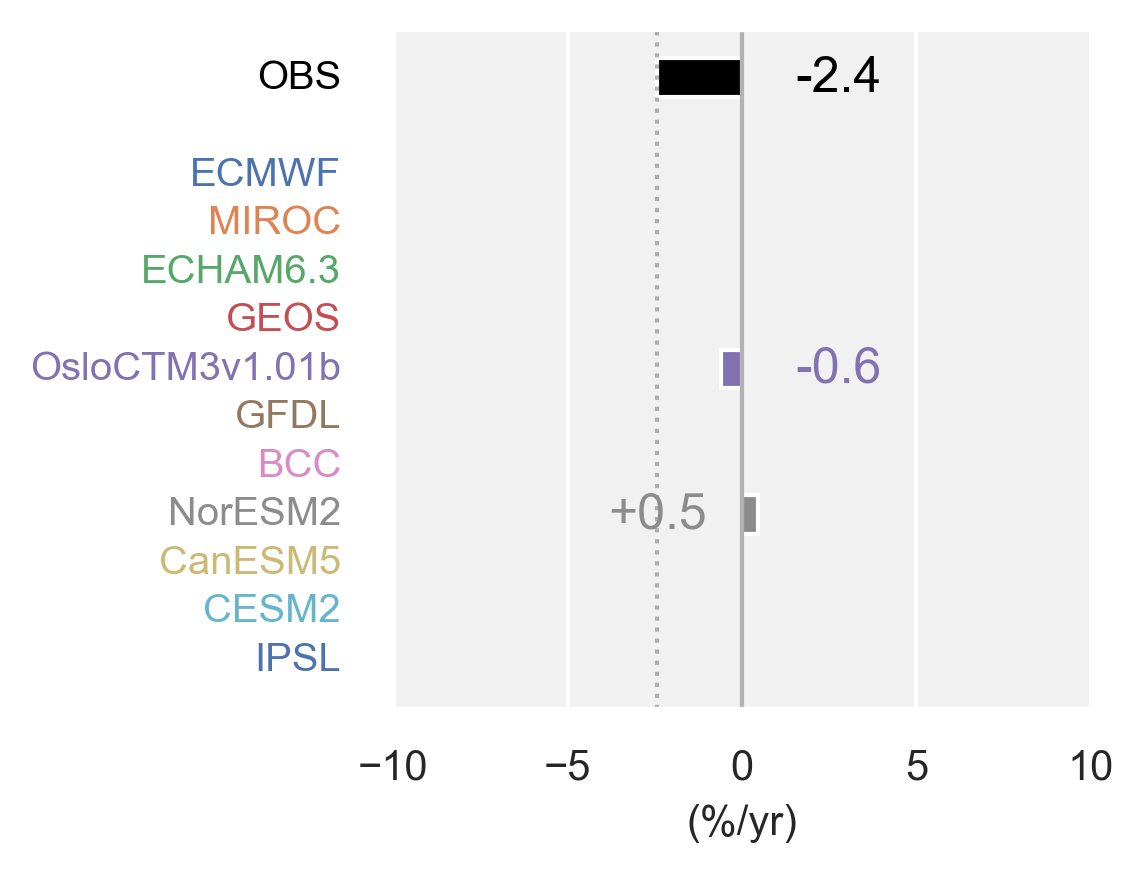 OBS -2.4
ECMWF
MIROC
ECHAM6.3
GEOS
OsloCTM3v1.01b -0.6
GFDL
BCC
NorESM2 +0.5
CanESM5
CESM2
IPSL
−10 −5 0 5 10
(%/yr)